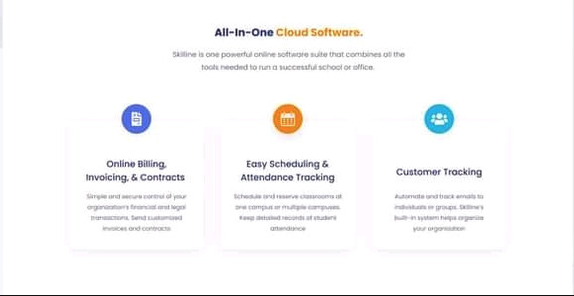 All-In-One Cloud Software.
Skilline is one powerful online software suite that combines all the
tools needed to run a successful school or office.
Online Billing,
Invoicing, & Contracts
Simple and secure control of your
organization's financial and legal
transactions. Send customized
invoices and contracts
Easy Scheduling &
Attendance Tracking
Schedule and reserve classrooms at
one campus or multiple campuses.
Keep detailed records of student
attendance
Customer Tracking
Automate and track emails to
individuals or groups. Skilline's
built-in system helps organize
your organization